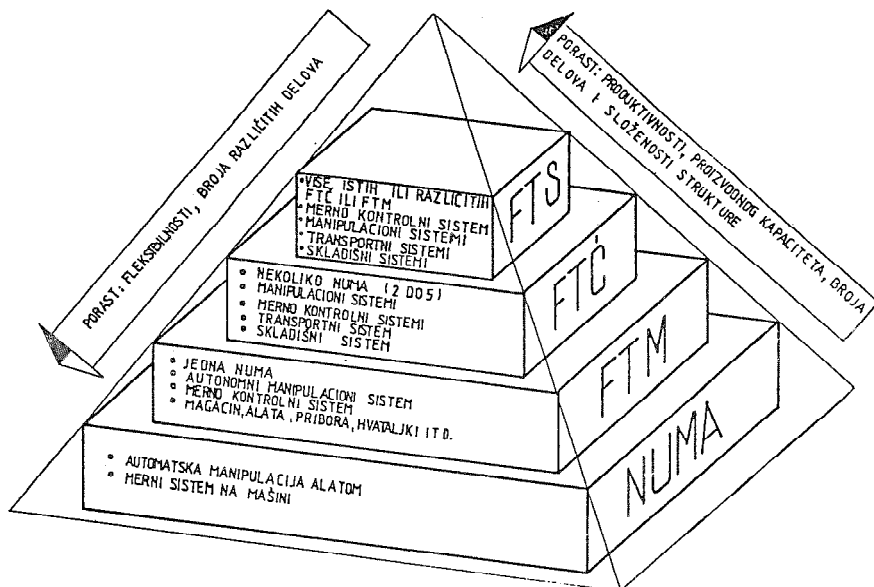 PORAST: FLEKSIBILNOSTI, BROJA RAZLIČITIH DELOVA
PORAST: PRODUKTIVNOSTI, PROIZVODNOG KAPACITETA, BROJA
DELOVA I SLOŽENOSTI STRUKTURE
• VIŠE ISTIH ILI RAZLIČITIH
FTĆ ILI FTM
• MERNO KONTROLNI SISTEM
• MANIPULACIONI SISTEMI
• TRANSPORTNI SISTEMI
• SKLADIŠNI SISTEMI
FTS
• NEKOLIKO NUMA (2 DO 5)
• MANIPULACIONI SISTEMI
• MERNO KONTROLNI SISTEMI
• TRANSPORTNI SISTEM
• SKLADIŠNI SISTEM
FTĆ
• JEDNA NUMA
• AUTONOMNI MANIPULACIONI SISTEM
• MERNO KONTROLNI SISTEM
• MAGACIN, ALATA, PRIBORA, HVATALJKI ITD.
FTM
• AUTOMATSKA MANIPULACIJA ALATOM
• MERNI SISTEM NA MAŠINI
NUMA